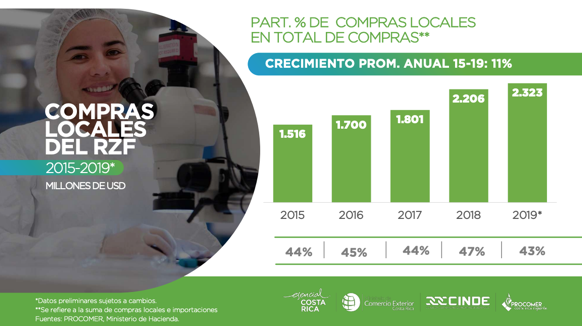 COMPRAS
LOCALES
DEL RZF
2015-2019*
MILLONES DE USD
PART. % DE COMPRAS LOCALES
EN TOTAL DE COMPRAS**
CRECIMIENTO PROM. ANUAL 15-19: 11%
1.516 1.700 1.801 2.206 2.323
2015 2016 2017 2018 2019*
44% 45% 44% 47% 43%
*Datos preliminares sujetos a cambios.
**Se refiere a la suma de compras locales e importaciones
Fuentes: PROCOMER, Ministerio de Hacienda.
esencial
COSTA
RICA
Comercio Exterior
Costa Rica
CINDE
PROCOMER